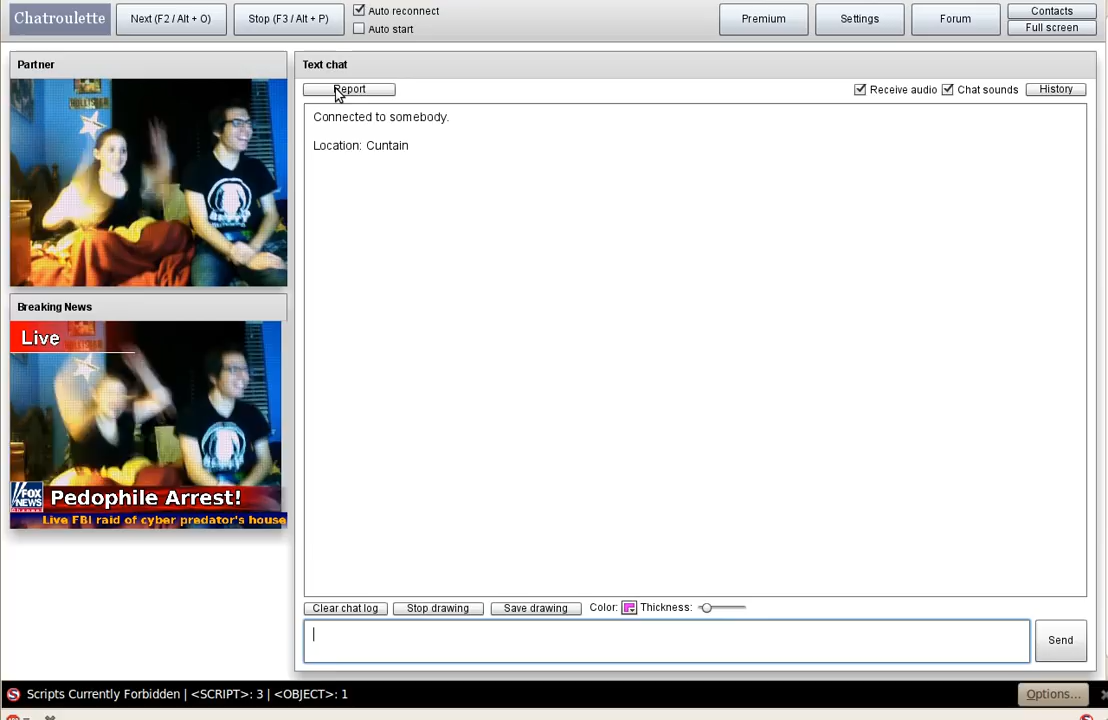 Chatroulette
Next (F2 / Alt + O)
Stop (F3 / Alt + P)
Auto reconnect
Auto start
Premium
Settings
Forum
Contacts
Full screen
Partner
HOLLISTER
Text chat
Report
Receive audio
Chat sounds
History
Connected to somebody.
Location: Cuntain
Breaking News
Live
FOX
NEWS
Channel
Pedophile Arrest!
Live FBI raid of cyber predator's house
Clear chat log
Stop drawing
Save drawing
Color:
Thickness:
Send
Scripts Currently Forbidden | <SCRIPT>: 3 | <OBJECT>: 1
Options...